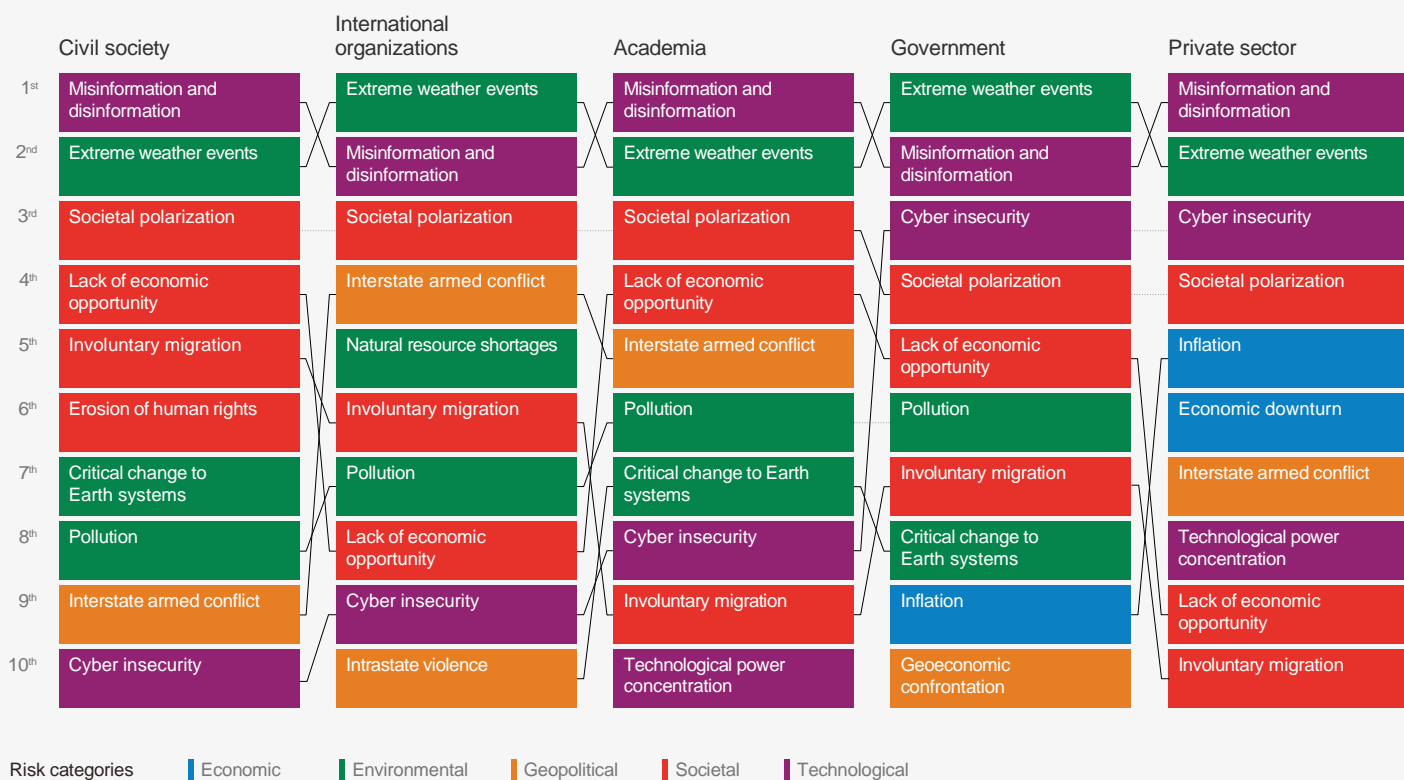 Civil society
International
organizations
Academia
Government
Private sector
1st
Misinformation and
disinformation
Extreme weather events
Misinformation and
disinformation
Extreme weather events
Misinformation and
disinformation
2nd
Extreme weather events
Misinformation and
disinformation
Extreme weather events
Misinformation and
disinformation
Extreme weather events
3rd
Societal polarization
Societal polarization
Societal polarization
Cyber insecurity
Cyber insecurity
4th
Lack of economic
opportunity
Interstate armed conflict
Lack of economic
opportunity
Societal polarization
Societal polarization
5th
Involuntary migration
Natural resource shortages
Interstate armed conflict
Lack of economic
opportunity
Inflation
6th
Erosion of human rights
Involuntary migration
Pollution
Pollution
Economic downturn
7th
Critical change to
Earth systems
Pollution
Critical change to Earth
systems
Involuntary migration
Interstate armed conflict
8th
Pollution
Lack of economic
opportunity
Cyber insecurity
Critical change to
Earth systems
Technological power
concentration
9th
Interstate armed conflict
Cyber insecurity
Involuntary migration
Inflation
Lack of economic
opportunity
10th
Cyber insecurity
Intrastate violence
Technological power
concentration
Geoeconomic
confrontation
Involuntary migration
Risk categories
Economic
Environmental
Geopolitical
Societal
Technological